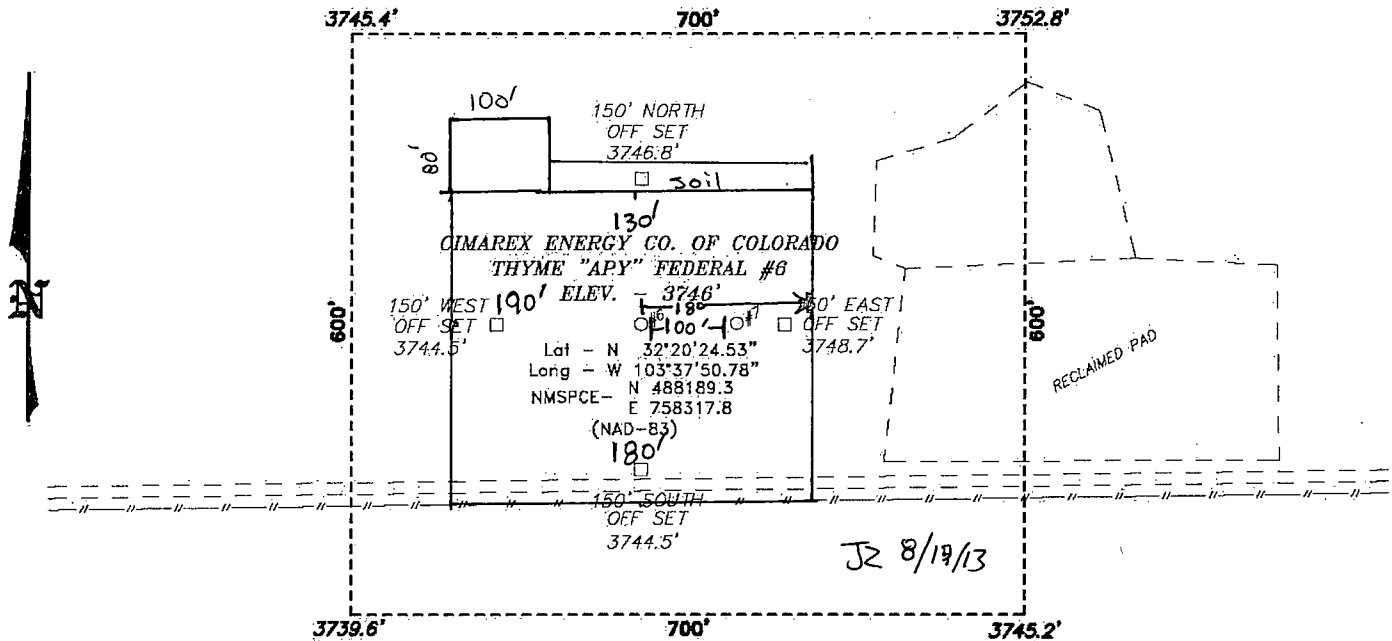 3745.4' 700' 3752.8'
100'
150' NORTH
OFF SET
3746.8'
80'
Soil
130'
CIMAREX ENERGY CO. OF COLORADO
THYME "APY" FEDERAL #6
ELEV. - 3746'
190'
150' WEST
OFF SET
3744.5'
180
100'
#6
#7
150' EAST
OFF SET
3748.7'
600'
600'
N
Lat - N 32°20'24.53"
Long - W 103°37'50.78"
NMSPCE- N 488189.3
E 758317.8
(NAD-83)
RECLAIMED PAD
180'
150' SOUTH
OFF SET
3744.5'
JZ 8/19/13
3739.6' 700' 3745.2'